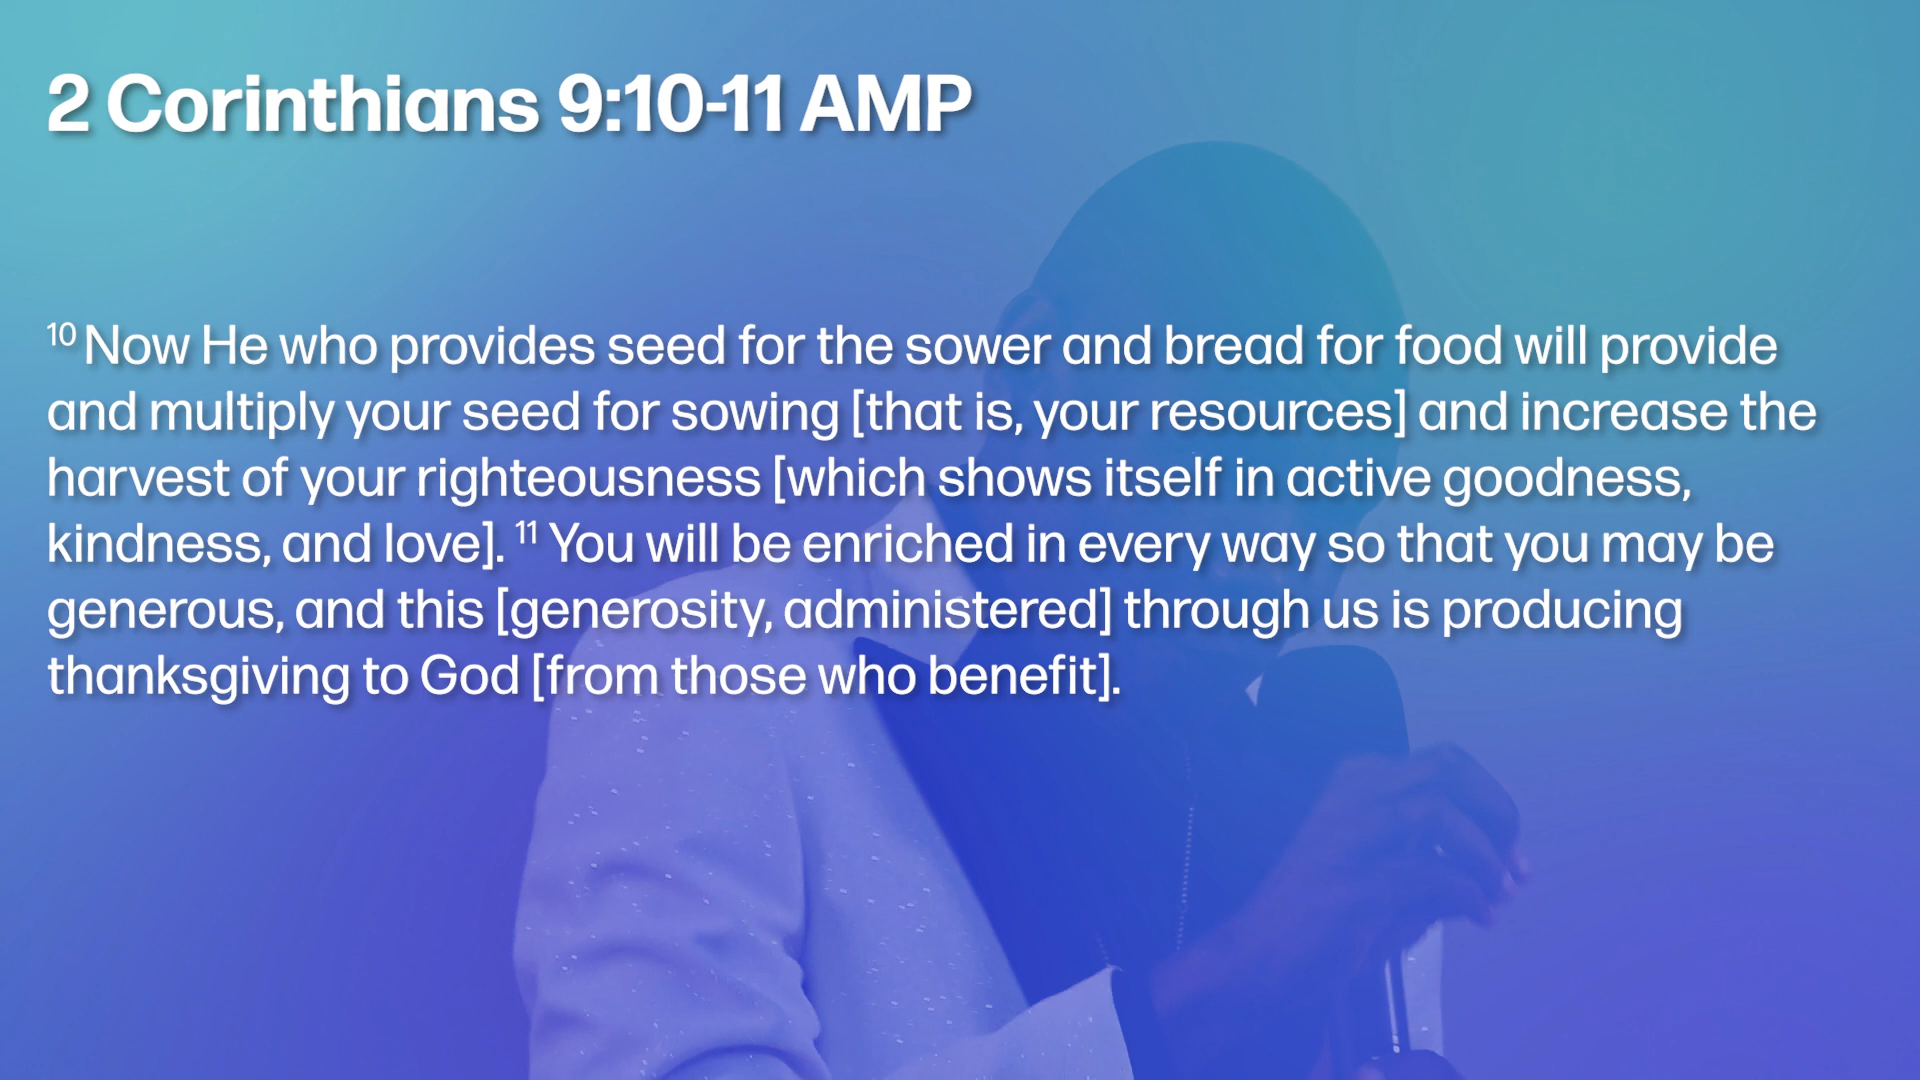 2 Corinthians 9:10-11 AMP
10 Now He who provides seed for the sower and bread for food will provide
and multiply your seed for sowing [that is, your resources] and increase the
harvest of your righteousness [which shows itself in active goodness,
kindness, and love]. 11 You will be enriched in every way so that you may be
generous, and this [generosity, administered] through us is producing
thanksgiving to God [from those who benefit].